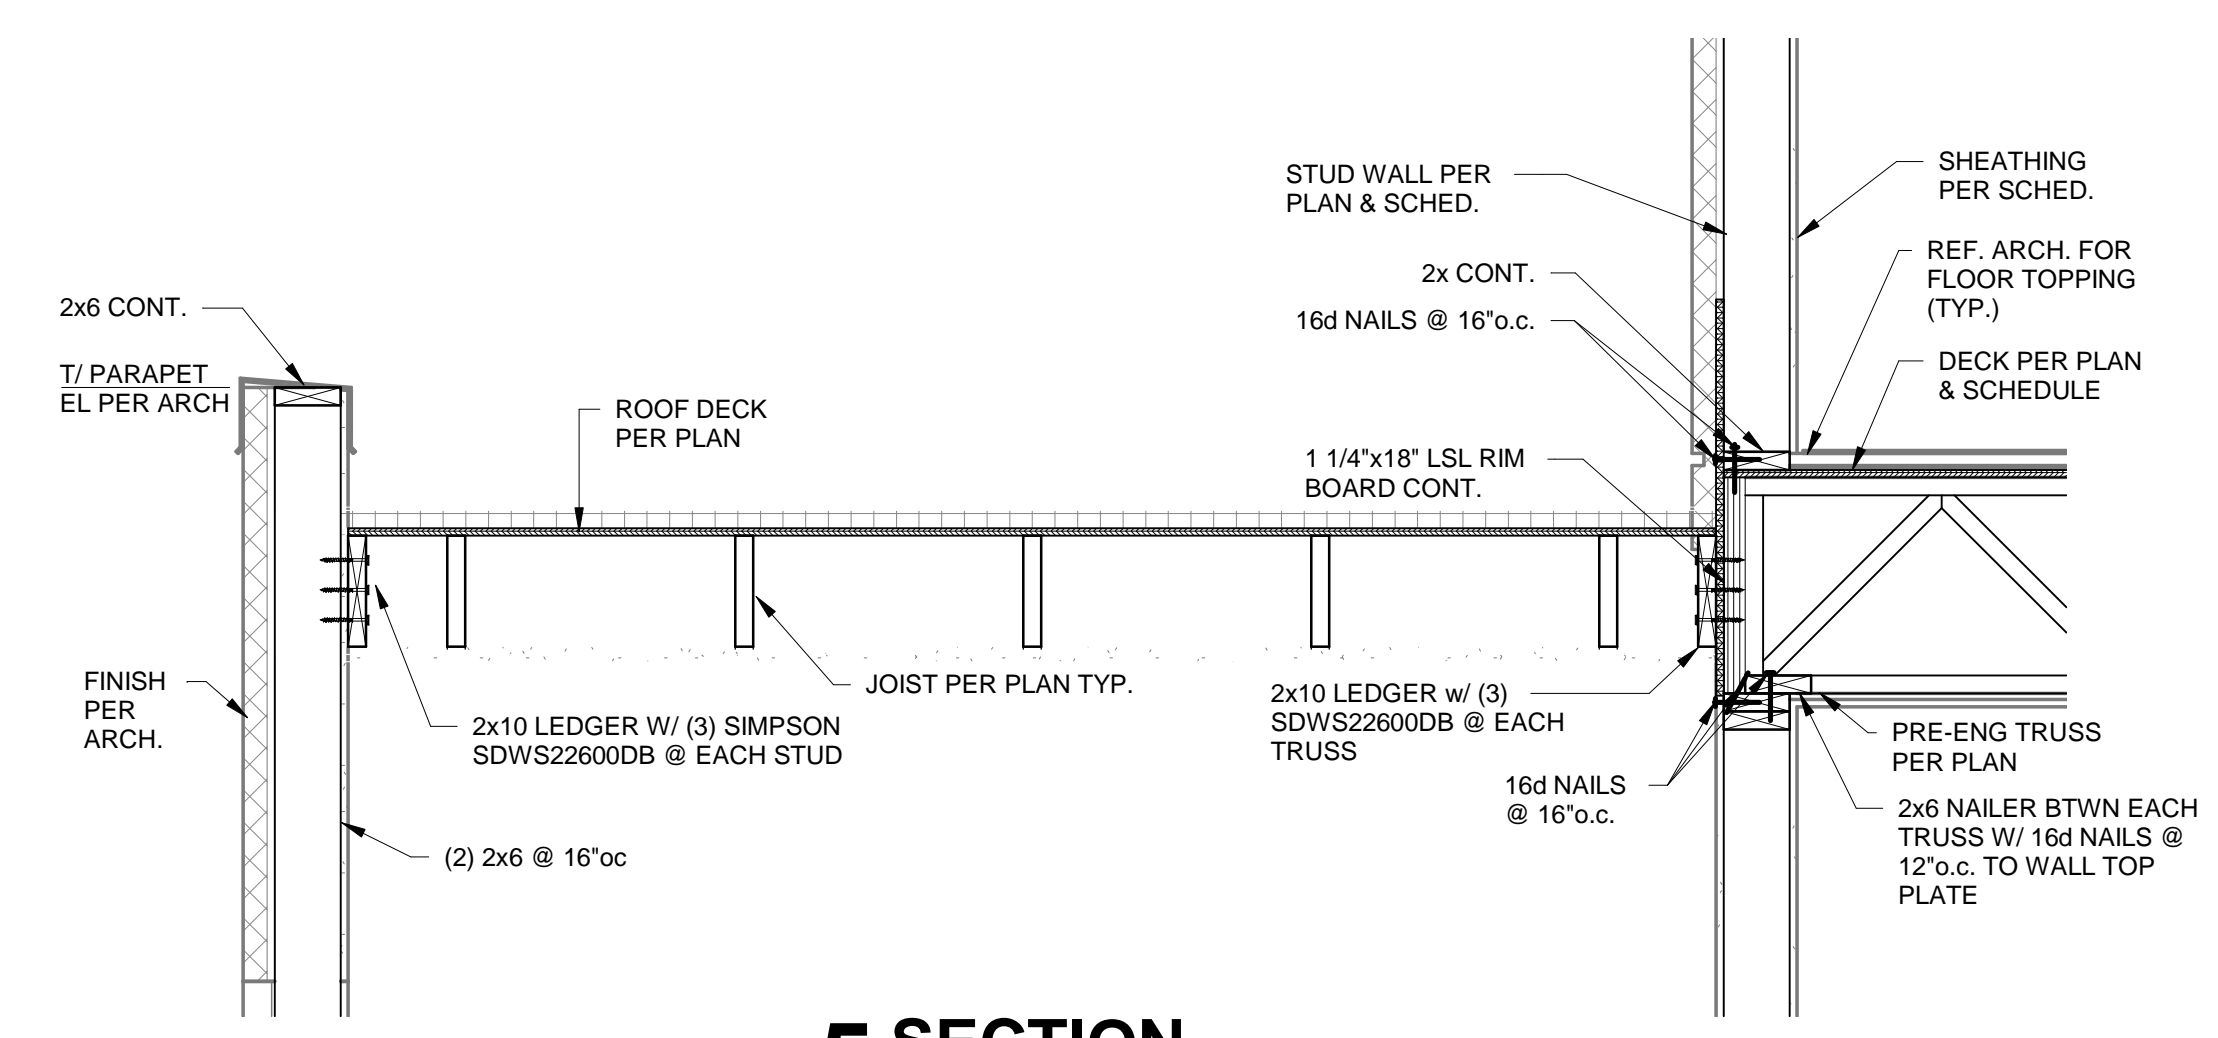 2x6 CONT.
T/ PARAPET
EL PER ARCH
ROOF DECK
PER PLAN
FINISH
PER
ARCH.
2x10 LEDGER W/ (3) SIMPSON
SDWS22600DB @ EACH STUD
(2) 2x6 @ 16"oc
JOIST PER PLAN TYP.
STUD WALL PER
PLAN & SCHED.
2x CONT.
16d NAILS @ 16"o.c.
1 1/4"x18" LSL RIM
BOARD CONT.
2x10 LEDGER w/ (3)
SDWS22600DB @ EACH
TRUSS
16d NAILS
@ 16"o.c.
SHEATHING
PER SCHED.
REF. ARCH. FOR
FLOOR TOPPING
(TYP.)
DECK PER PLAN
& SCHEDULE
PRE-ENG TRUSS
PER PLAN
2x6 NAILER BTWN EACH
TRUSS W/ 16d NAILS @
12"o.c. TO WALL TOP
PLATE
5 SECTION